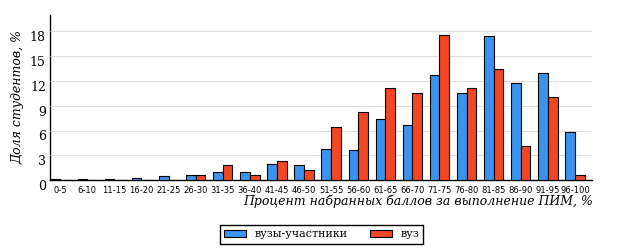 Доля студентов, %
18
15
12
9
6
3
0
0-5 6-10 11-15 16-20 21-25 26-30 31-35 36-40 41-45 46-50 51-55 56-60 61-65 66-70 71-75 76-80 81-85 86-90 91-95 96-100
Процент набранных баллов за выполнение ПИМ, %
вузы-участники вуз